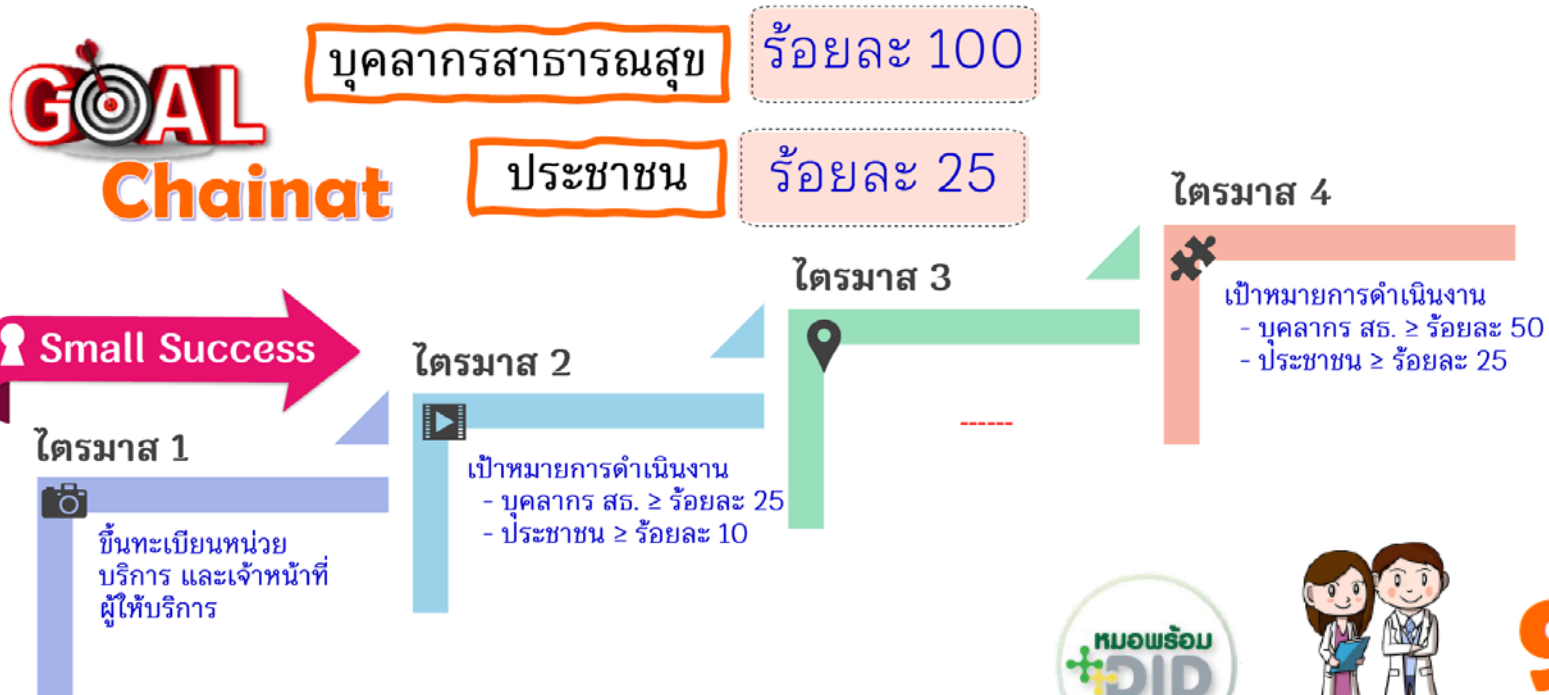 GOAL
Chainat
บุคลากรสาธารณสุข
ร้อยละ 100
ประชาชน
ร้อยละ 25
Small Success
ไตรมาส 1
ขึ้นทะเบียนหน่วย
บริการ และเจ้าหน้าที่
ผู้ให้บริการ
ไตรมาส 2
เป้าหมายการดำเนินงาน
- บุคลากร สธ. ≥ ร้อยละ 25
- ประชาชน ≥ ร้อยละ 10
ไตรมาส 3
------
ไตรมาส 4
เป้าหมายการดำเนินงาน
- บุคลากร สธ. ≥ ร้อยละ 50
- ประชาชน ≥ ร้อยละ 25
หมอพร้อม
DID